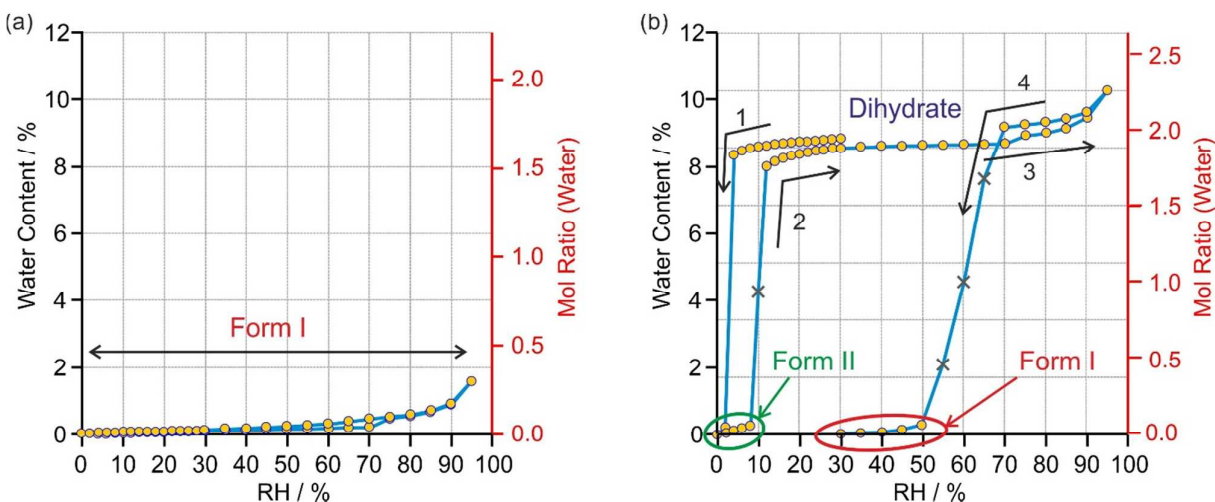 (a)
12
10
8
6
4
2
0
Water Content / %
0 10 20 30 40 50 60 70 80 90 100
RH / %
2.0
1.5
1.0
0.5
0.0
Mol Ratio (Water)
Form I
(b)
12
10
8
6
4
2
0
Water Content / %
0 10 20 30 40 50 60 70 80 90 100
RH / %
2.5
2.0
1.5
1.0
0.5
0.0
Mol Ratio (Water)
1
Dihydrate
4
2
3
Form II
Form I